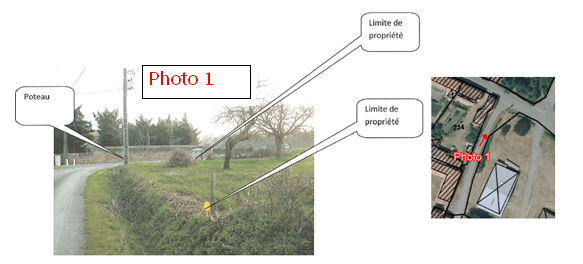 Limite de
propriété
Photo 1
Poteau
Limite de
propriété
234
Photo 1